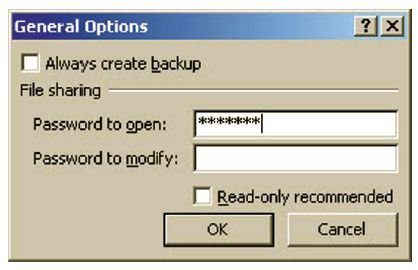 General Options
Always create backup
File sharing
Password to open: *******
Password to modify:
Read-only recommended
OK Cancel